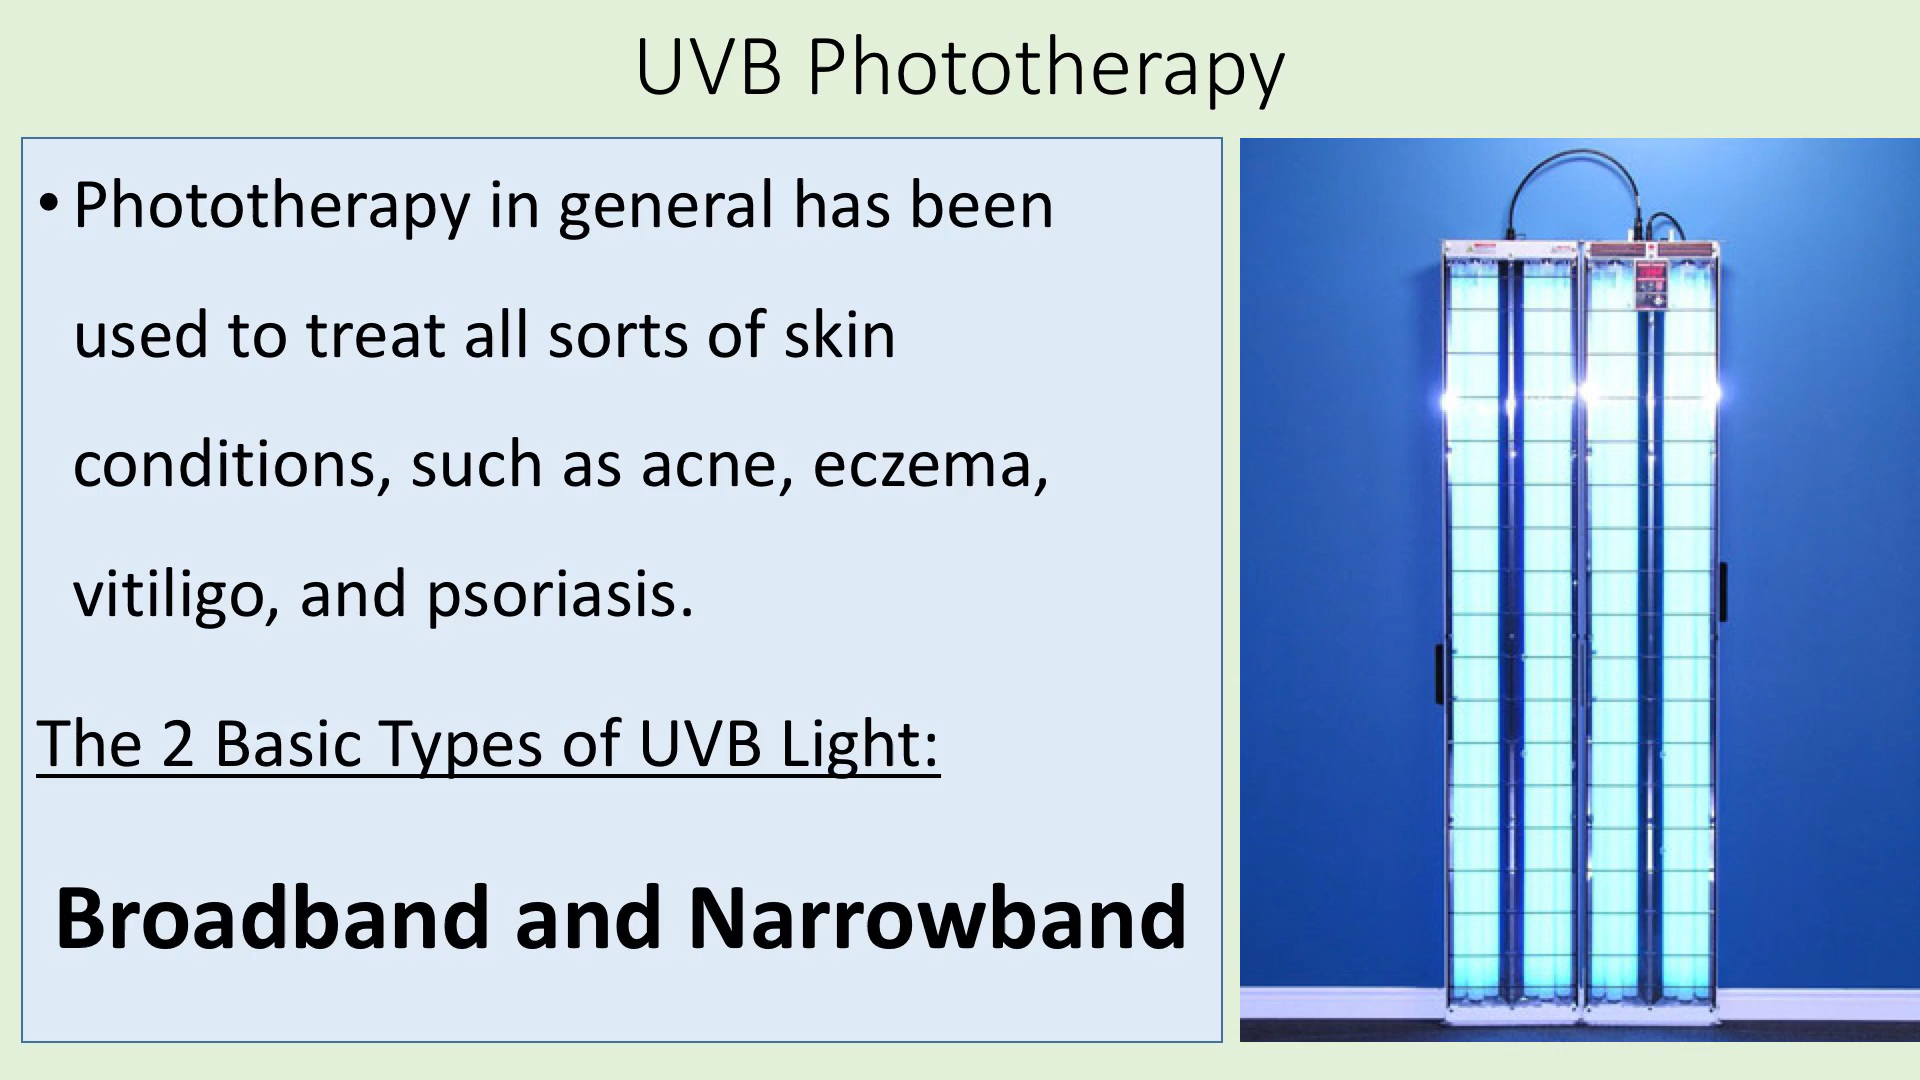 UVB Phototherapy
• Phototherapy in general has been
used to treat all sorts of skin
conditions, such as acne, eczema,
vitiligo, and psoriasis.
The 2 Basic Types of UVB Light:
Broadband and Narrowband